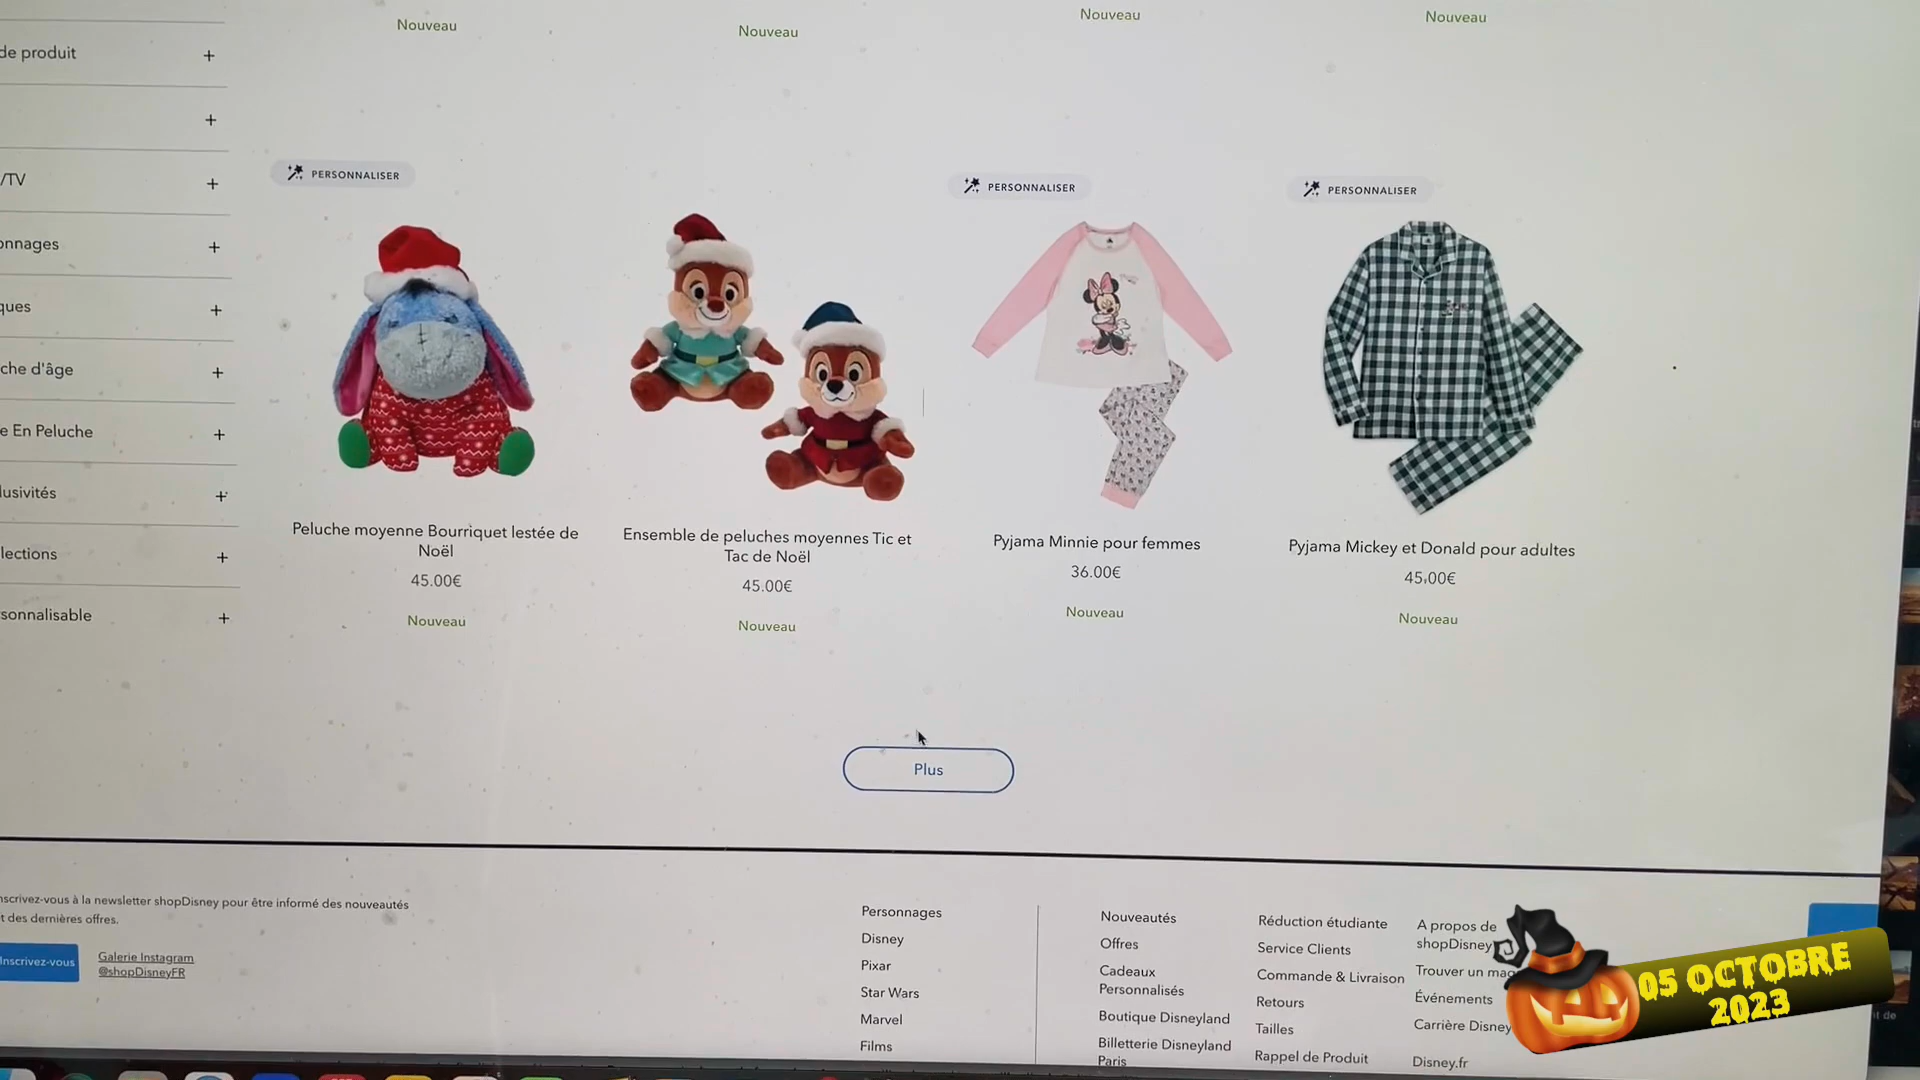 Nouveau
Nouveau
Nouveau
Nouveau
de produit
+
+
/TV
+
onnages
+
ques
+
che d'âge
+
e En Peluche
+
lusivités
+
lections
+
sonnalisable
+
PERSONNALISER
PERSONNALISER
PERSONNALISER
Peluche moyenne Bourriquet lestée de
Noël
45.00€
Nouveau
Ensemble de peluches moyennes Tic et
Tac de Noël
45.00€
Nouveau
Pyjama Minnie pour femmes
36.00€
Nouveau
Pyjama Mickey et Donald pour adultes
45.00€
Nouveau
Plus
nscrivez-vous à la newsletter shopDisney pour être informé des nouveautés
t des dernières offres.
Inscrivez-vous
Galerie Instagram
@shopDisneyFR
Personnages
Disney
Pixar
Star Wars
Marvel
Films
Nouveautés
Offres
Cadeaux
Personnalisés
Boutique Disneyland
Billetterie Disneyland
Paris
Réduction étudiante
Service Clients
Commande & Livraison
Retours
Tailles
Rappel de Produit
A propos de
shopDisney
Trouver un mag
Événements
Carrière Disney
Disney.fr
05 OCTOBRE
2023